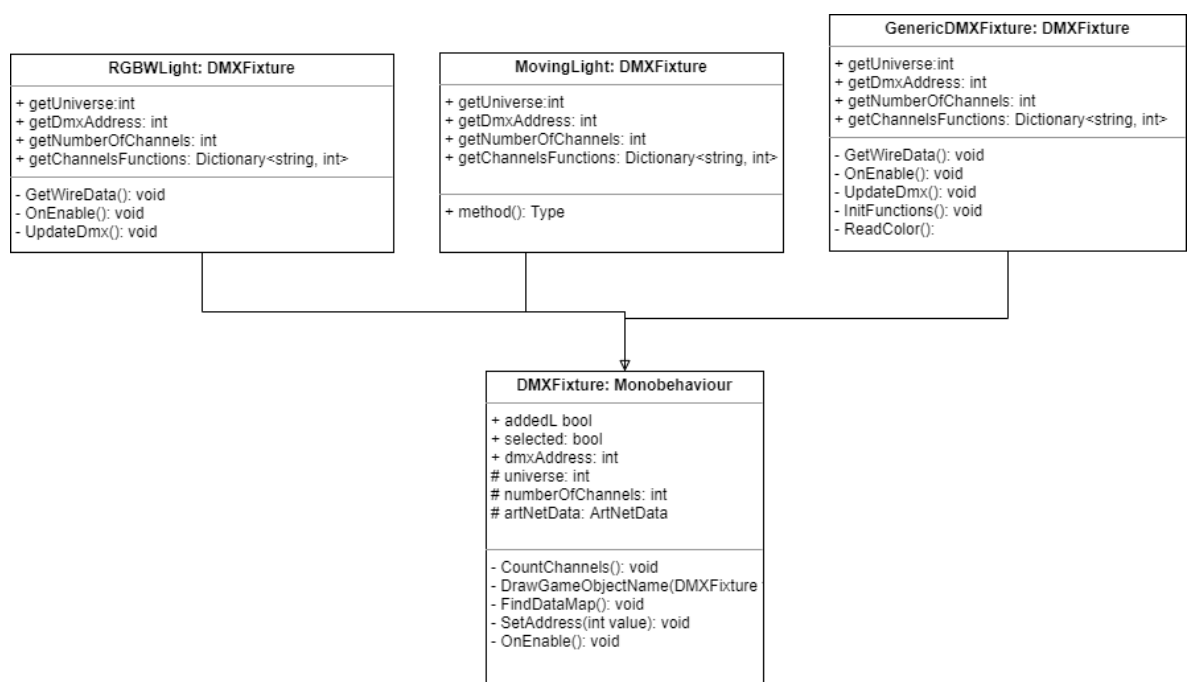 RGBWLight: DMXFixture
+ getUniverse:int
+ getDmxAddress: int
+ getNumberOfChannels: int
+ getChannelsFunctions: Dictionary<string, int>
- GetWireData(): void
- OnEnable(): void
- UpdateDmx(): void
MovingLight: DMXFixture
+ getUniverse:int
+ getDmxAddress: int
+ getNumberOfChannels: int
+ getChannelsFunctions: Dictionary<string, int>
+ method(): Type
GenericDMXFixture: DMXFixture
+ getUniverse:int
+ getDmxAddress: int
+ getNumberOfChannels: int
+ getChannelsFunctions: Dictionary<string, int>
- GetWireData(): void
- OnEnable(): void
- UpdateDmx(): void
- InitFunctions(): void
- ReadColor():
DMXFixture: Monobehaviour
+ addedL bool
+ selected: bool
+ dmxAddress: int
# universe: int
# numberOfChannels: int
# artNetData: ArtNetData
- CountChannels(): void
- DrawGameObjectName(DMXFixture
- FindDataMap(): void
- SetAddress(int value): void
- OnEnable(): void